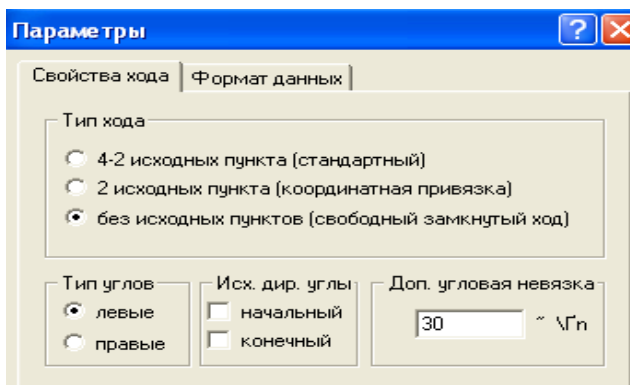 Параметры
Свойства хода Формат данных
Тип хода
4-2 исходных пункта (стандартный)
2 исходных пункта (координатная привязка)
без исходных пунктов (свободный замкнутый ход)
Тип углов Исх. дир. углы Доп. угловая невязка
левые начальный 30 ˝ \Гn
правые конечный